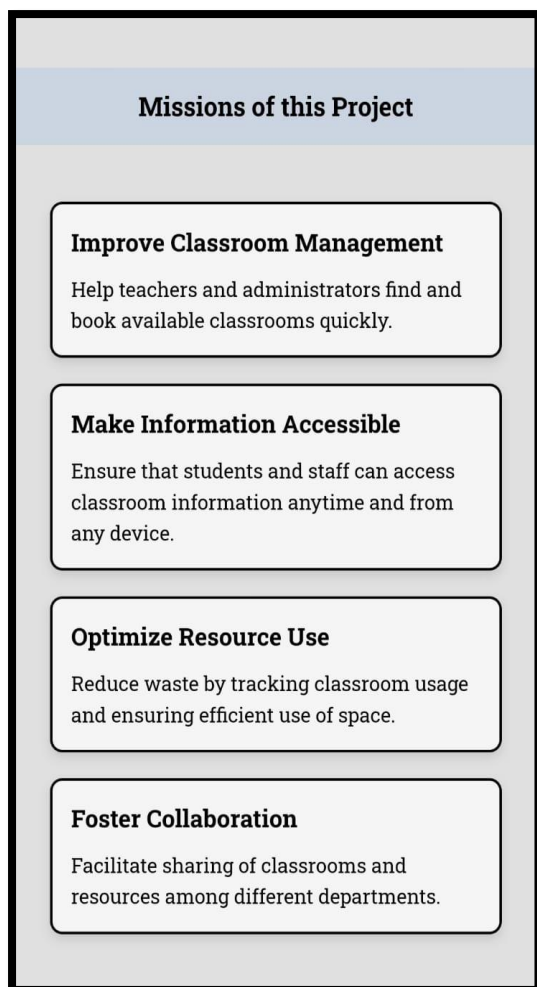 Missions of this Project
Improve Classroom Management
Help teachers and administrators find and
book available classrooms quickly.
Make Information Accessible
Ensure that students and staff can access
classroom information anytime and from
any device.
Optimize Resource Use
Reduce waste by tracking classroom usage
and ensuring efficient use of space.
Foster Collaboration
Facilitate sharing of classrooms and
resources among different departments.